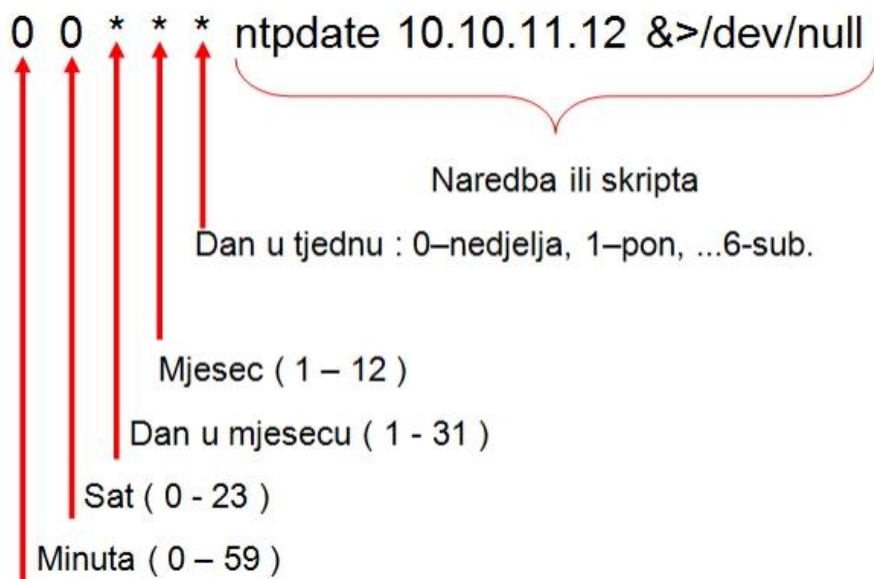 0 0 * * * ntpdate 10.10.11.12 &>/dev/null
Naredba ili skripta
Dan u tjednu : 0–nedjelja, 1–pon, ...6-sub.
Mjesec ( 1 – 12 )
Dan u mjesecu ( 1 - 31 )
Sat ( 0 - 23 )
Minuta ( 0 – 59 )